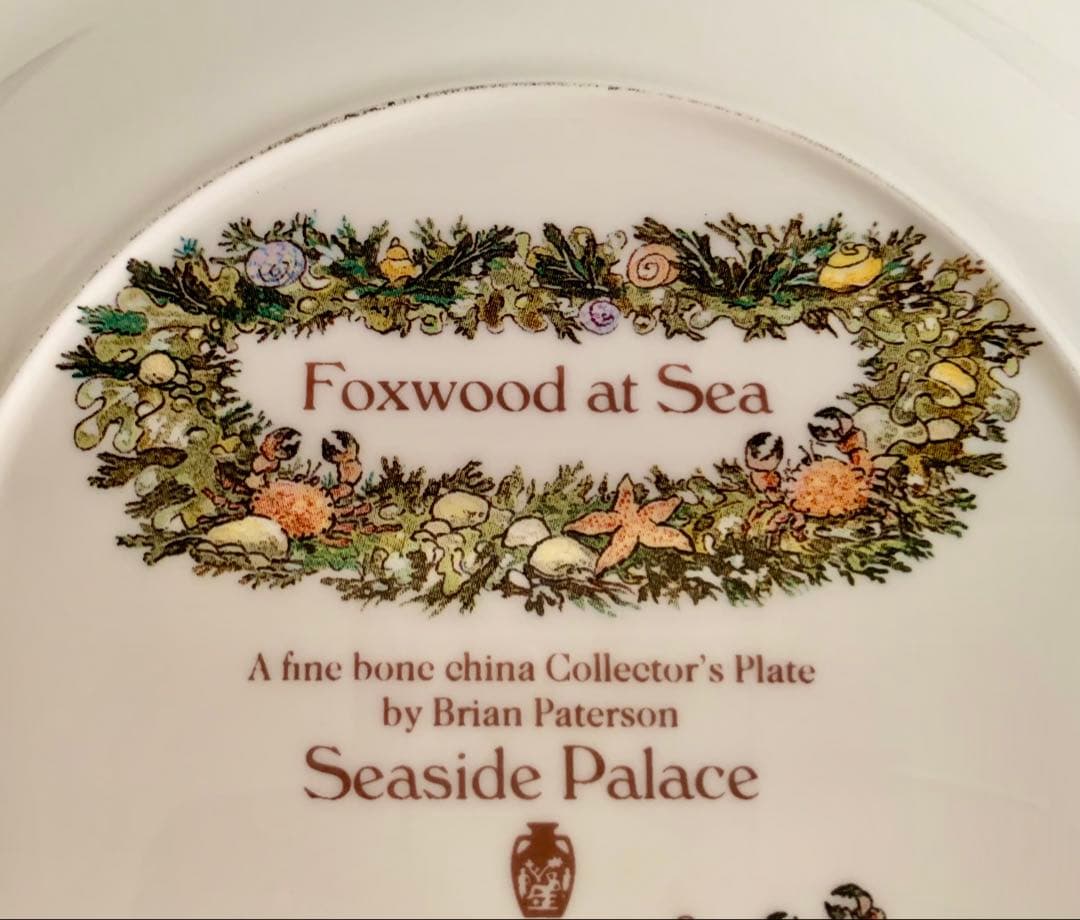 Foxwood at Sea
A fine bone china Collector's Plate
by Brian Paterson
Seaside Palace